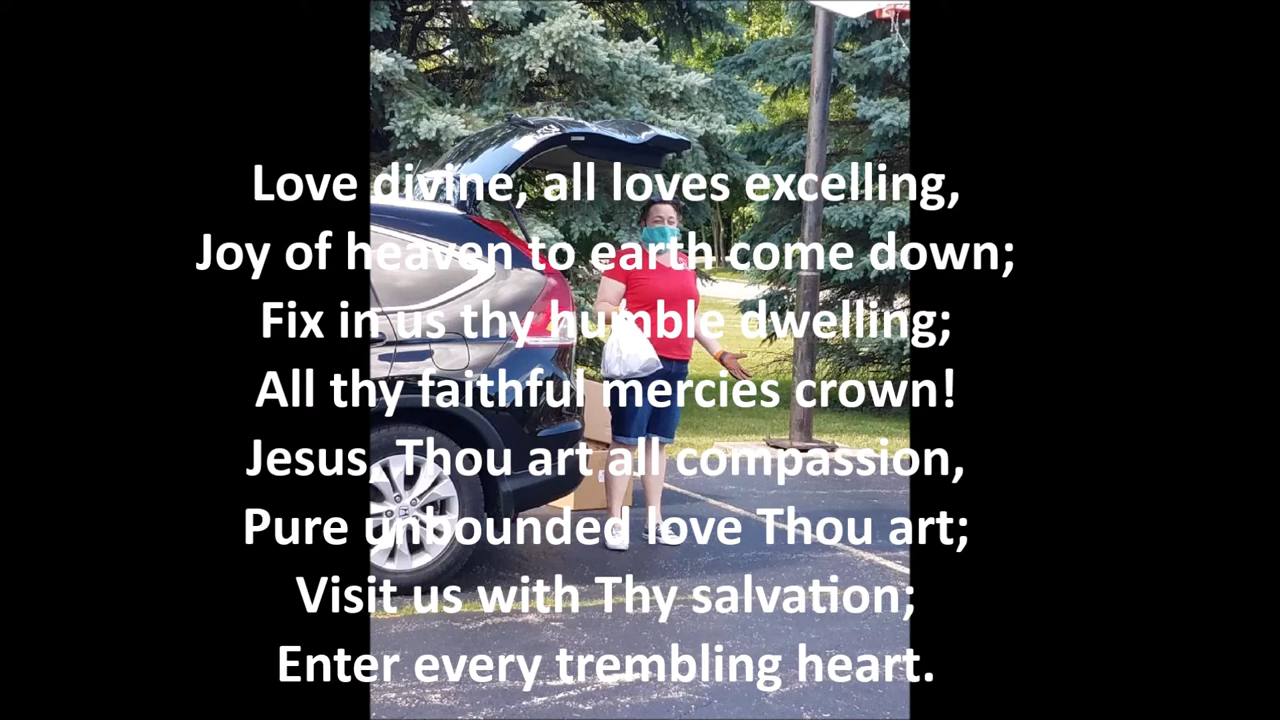 Love divine, all loves excelling,
Joy of heaven to earth come down;
Fix in us thy humble dwelling;
All thy faithful mercies crown!
Jesus, Thou art all compassion,
Pure unbounded love Thou art;
Visit us with Thy salvation;
Enter every trembling heart.